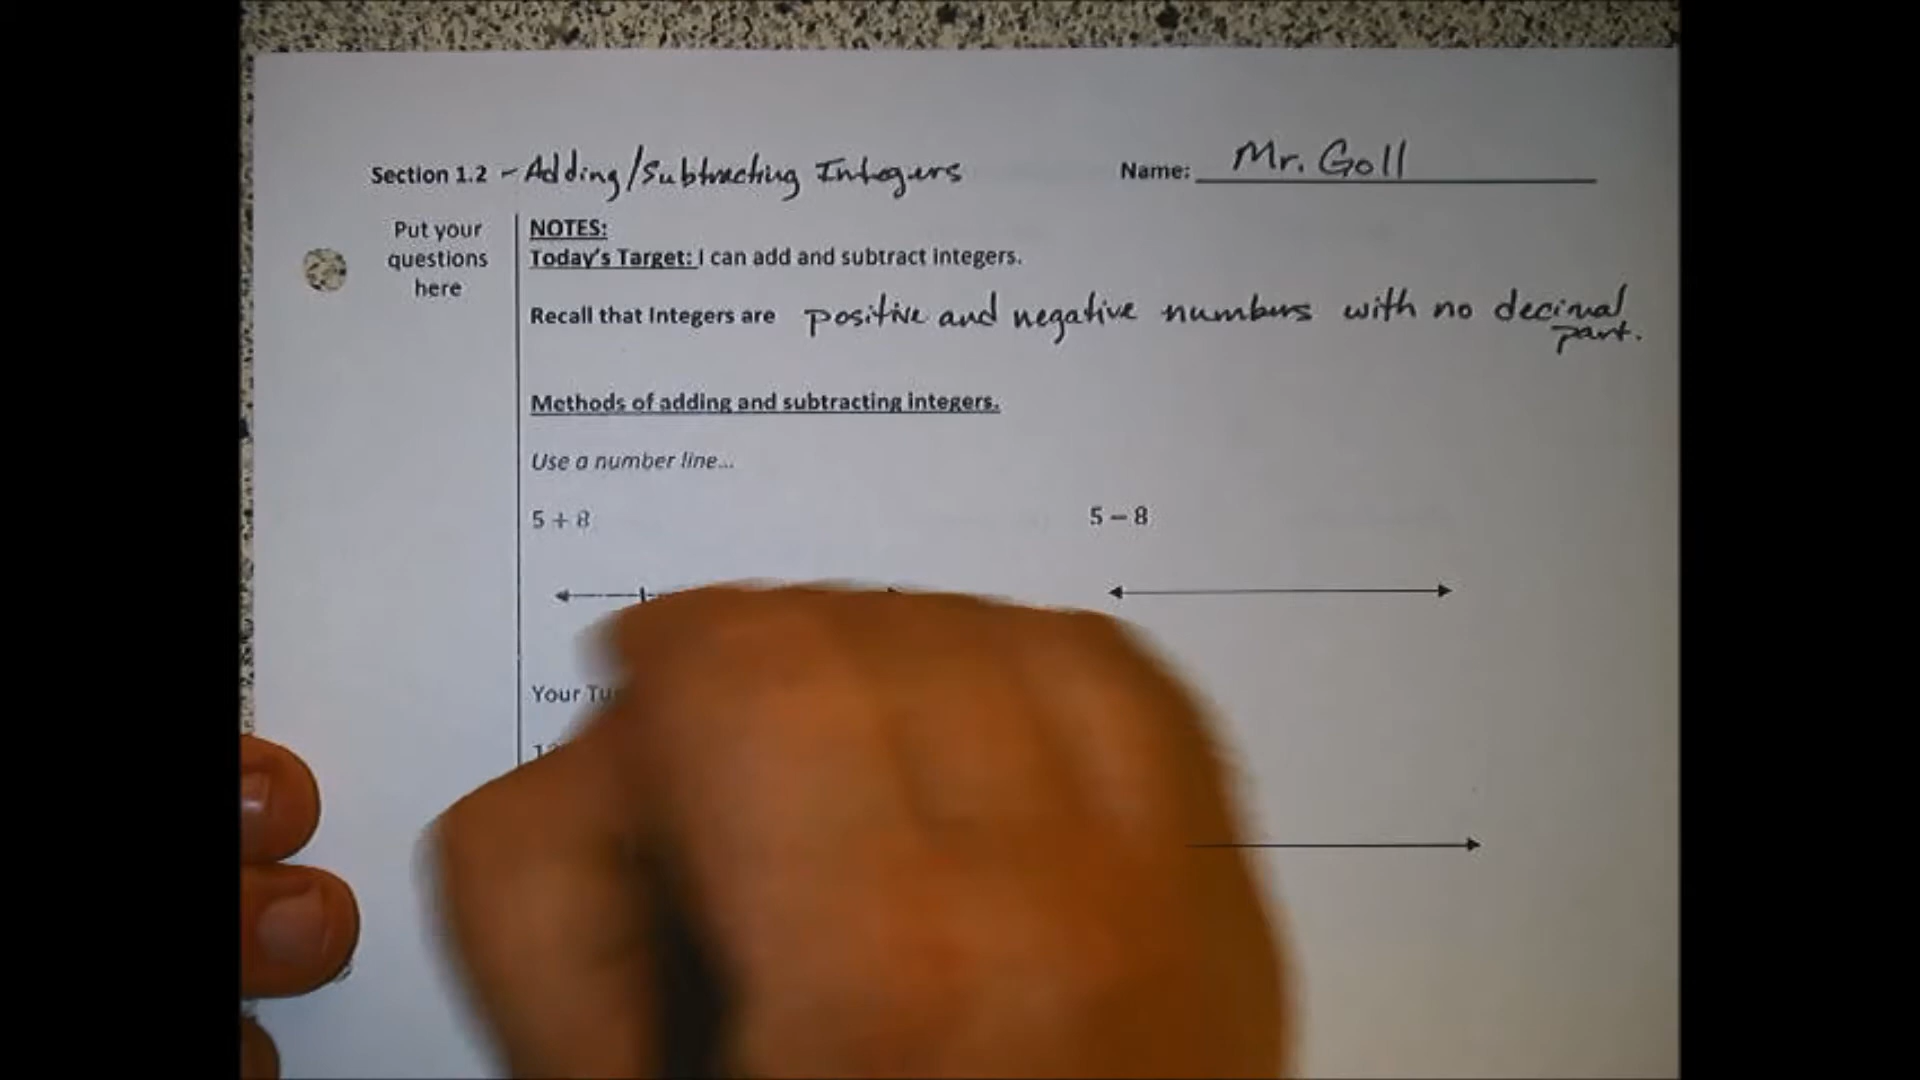 Section 1.2 - Adding/Subtracting Integers Name: Mr. Goll
Put your
questions
here
NOTES:
Today's Target: I can add and subtract integers.
Recall that Integers are positive and negative numbers with no decimal
part.
Methods of adding and subtracting integers.
Use a number line...
5 + 8 5 – 8
Your